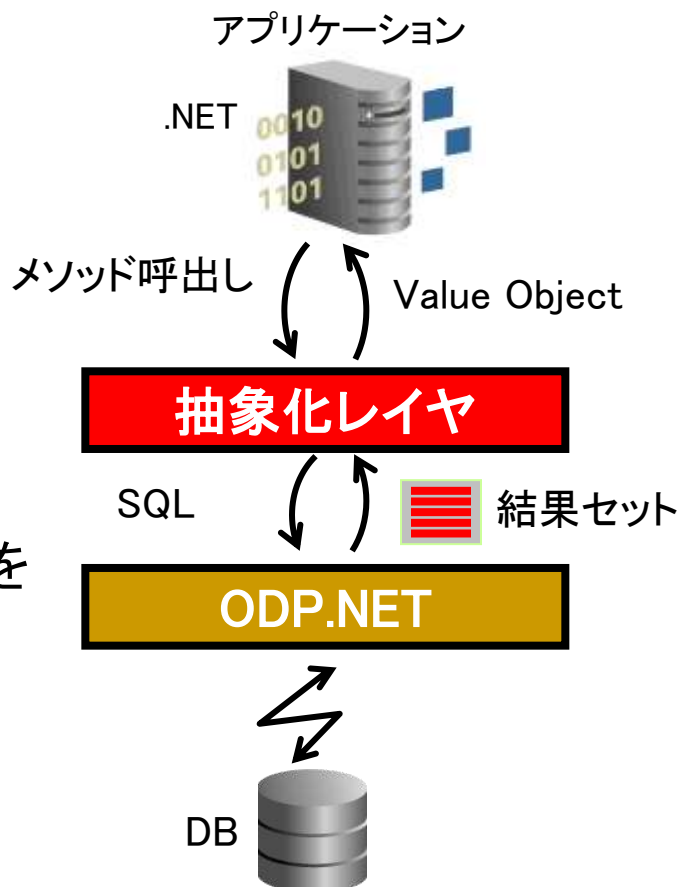 アプリケーション
.NET
0010
0101
1101
メソッド呼出し
Value Object
抽象化レイヤ
SQL
結果セット
を
ODP.NET
DB